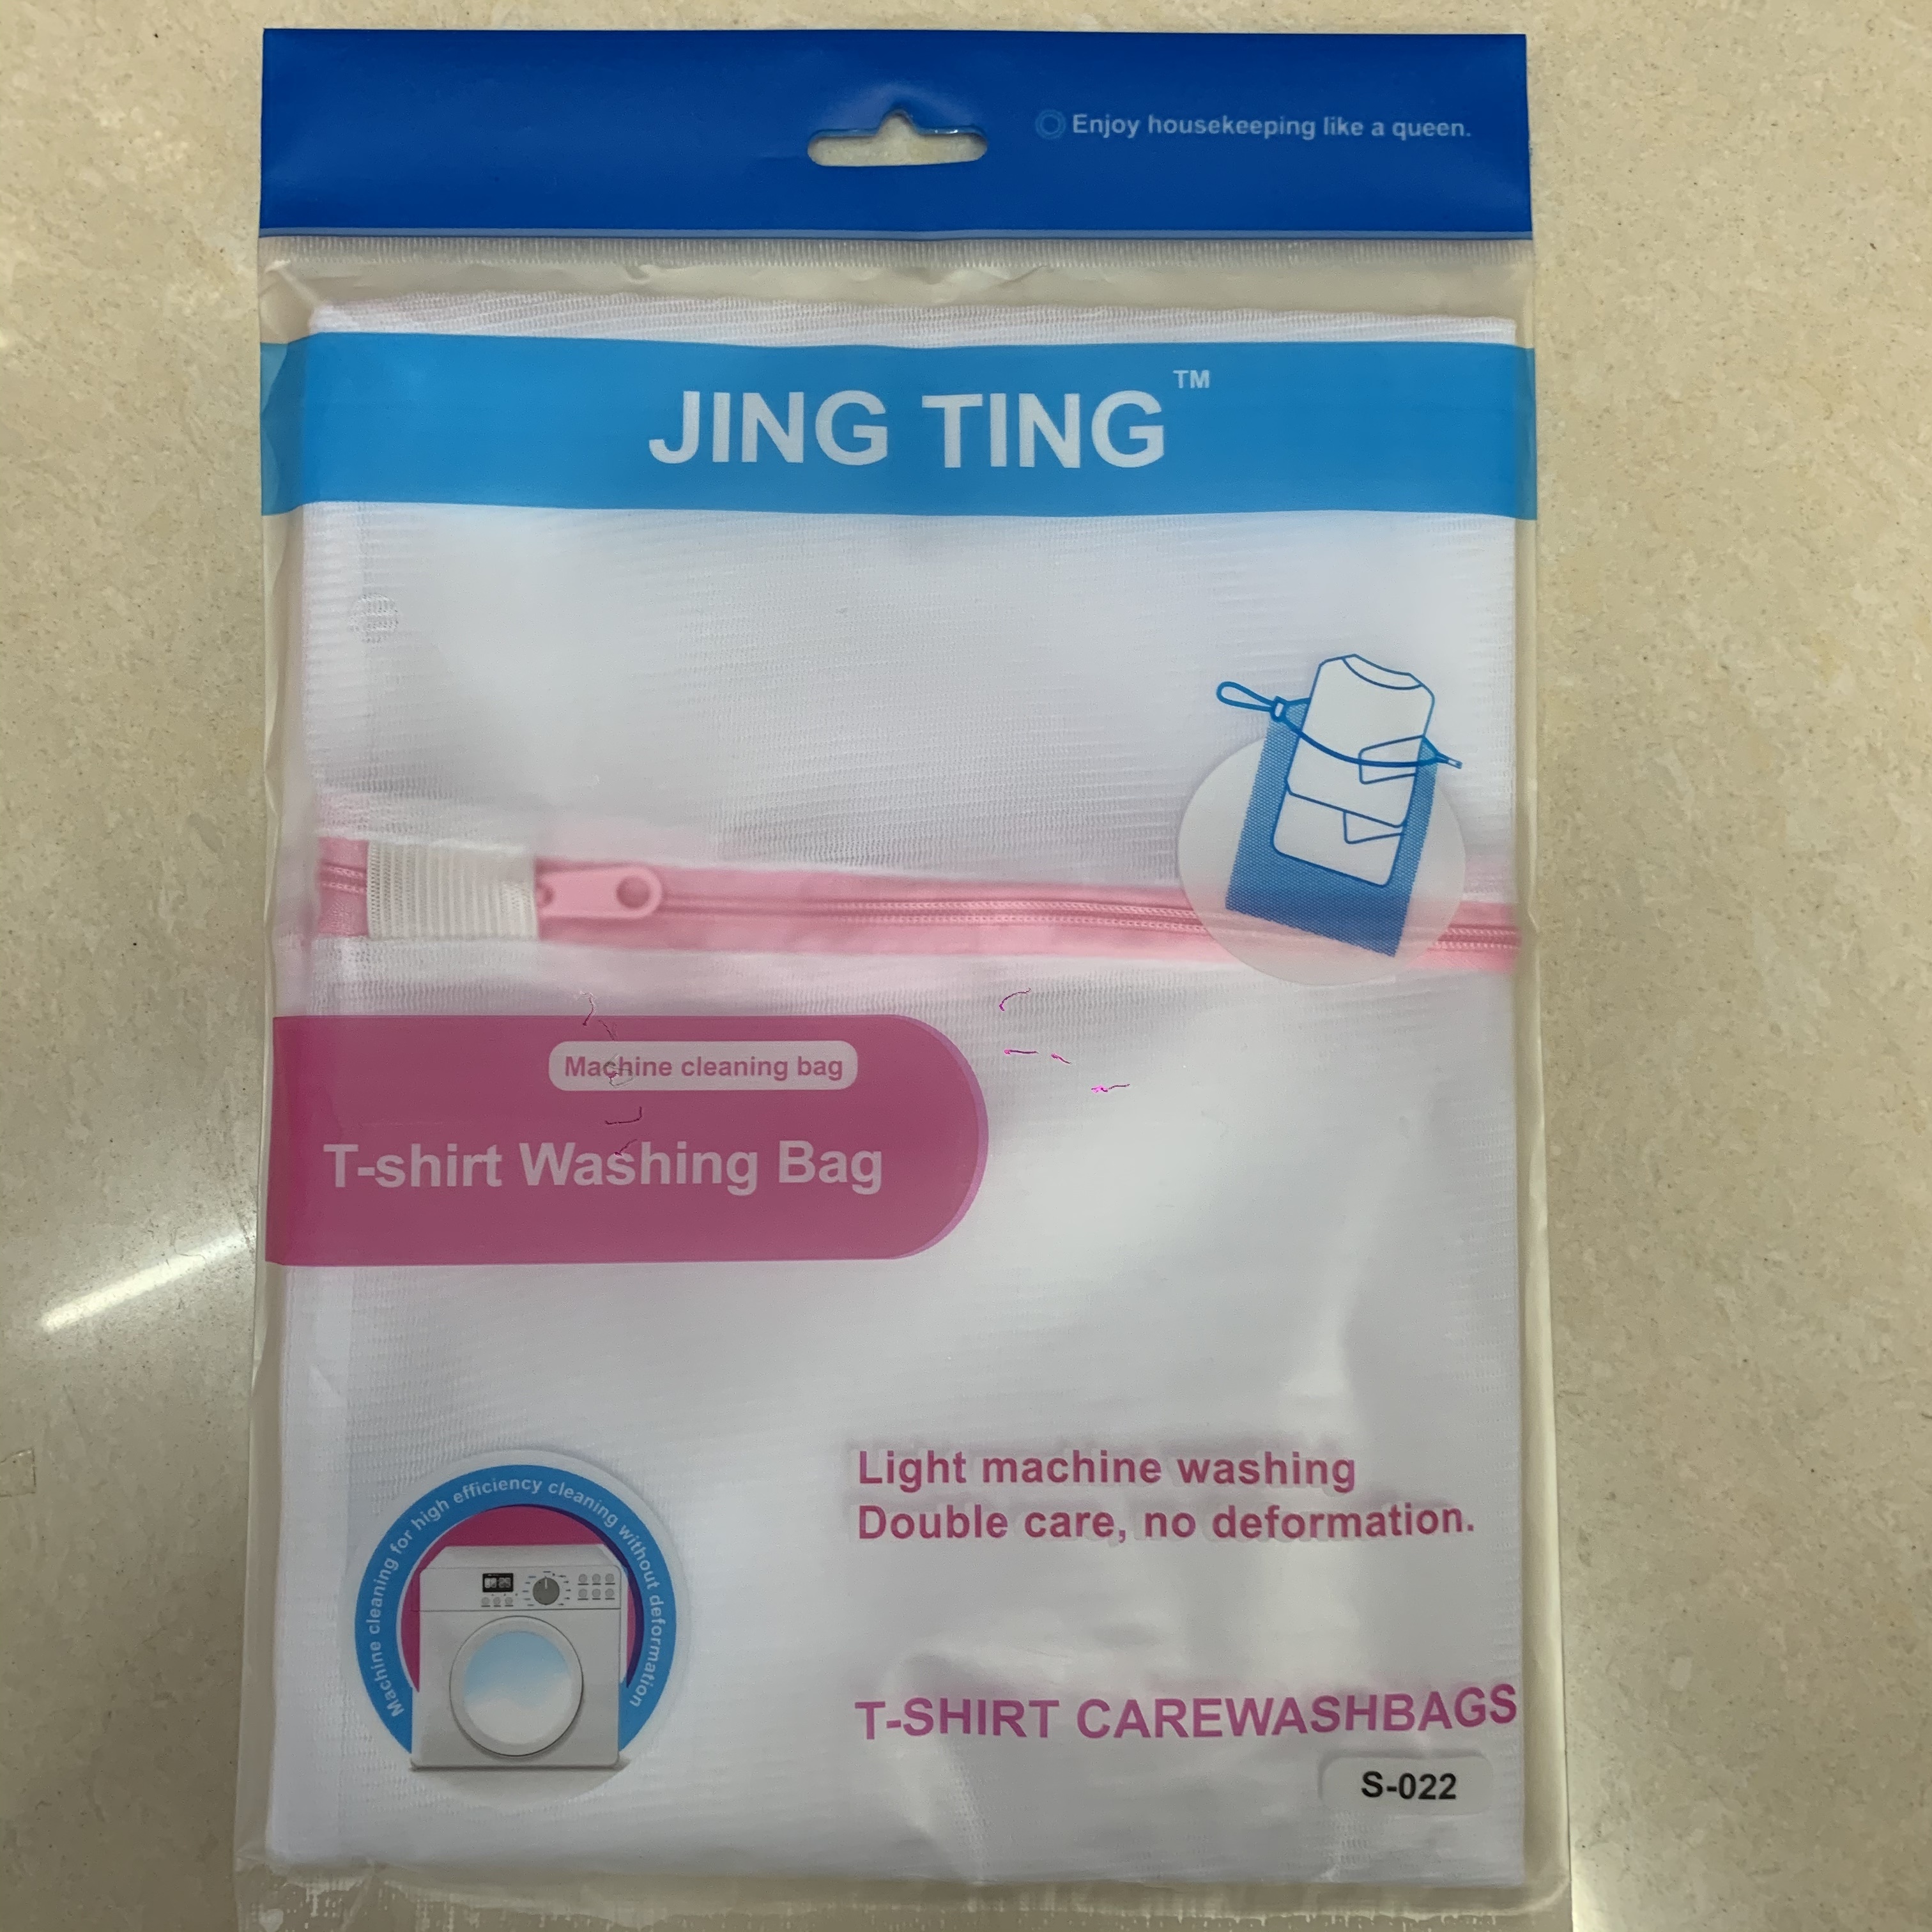 Enjoy housekeeping like a queen.
JING TING™
Machine cleaning bag
T-shirt Washing Bag
Machine cleaning for high efficiency cleaning without deformation
Light machine washing
Double care, no deformation.
T-SHIRT CAREWASHBAGS
S-022